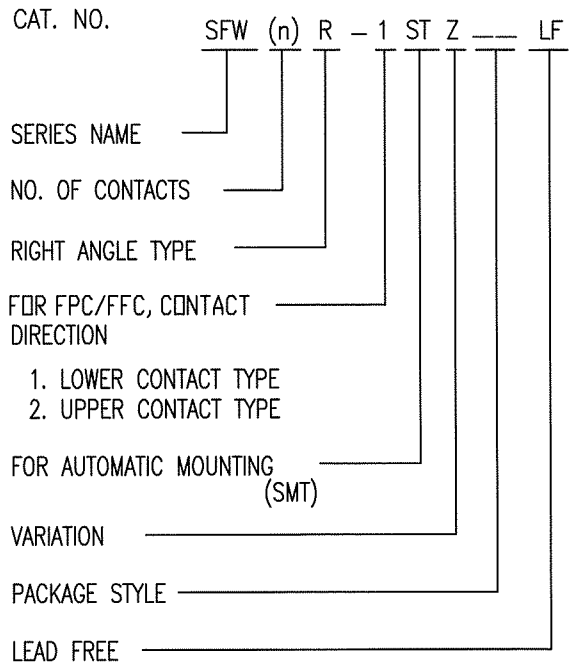 CAT. NO.
SFW (n) R - 1 ST Z __ LF
SERIES NAME
NO. OF CONTACTS
RIGHT ANGLE TYPE
FOR FPC/FFC, CONTACT
DIRECTION
1. LOWER CONTACT TYPE
2. UPPER CONTACT TYPE
FOR AUTOMATIC MOUNTING
(SMT)
VARIATION
PACKAGE STYLE
LEAD FREE